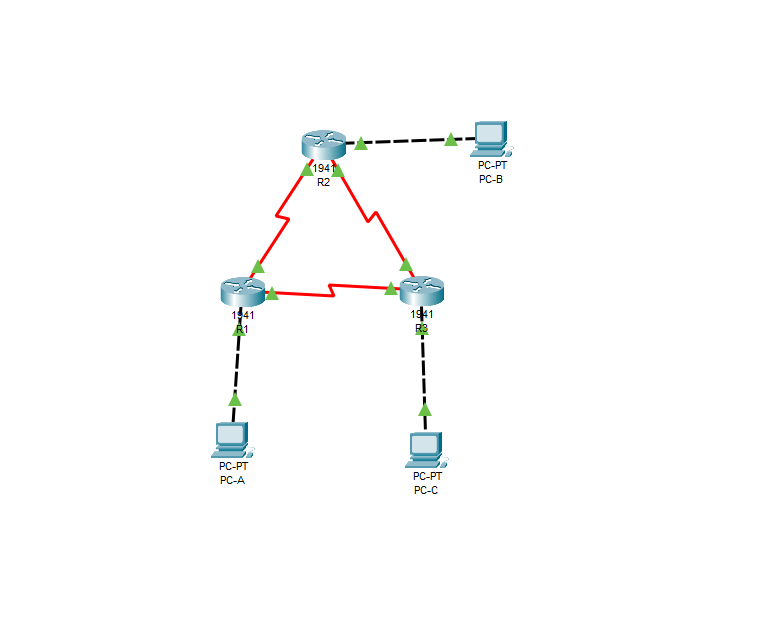 1941
R2
PC-PT
PC-B
1941
R1
1941
R3
PC-PT
PC-A
PC-PT
PC-C